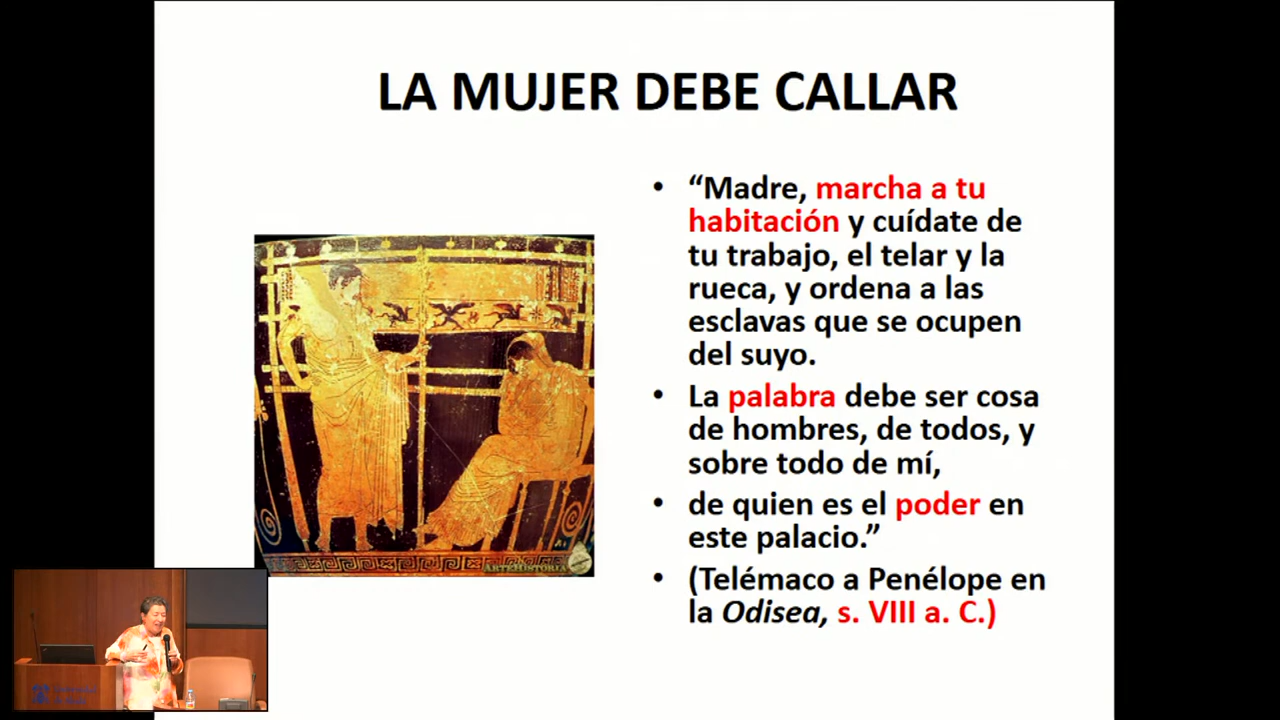 LA MUJER DEBE CALLAR
• “Madre, marcha a tu
habitación y cuídate de
tu trabajo, el telar y la
rueca, y ordena a las
esclavas que se ocupen
del suyo.
• La palabra debe ser cosa
de hombres, de todos, y
sobre todo de mí,
• de quien es el poder en
este palacio.”
• (Telémaco a Penélope en
la Odisea, s. VIII a. C.)
ARTEHISTORIA